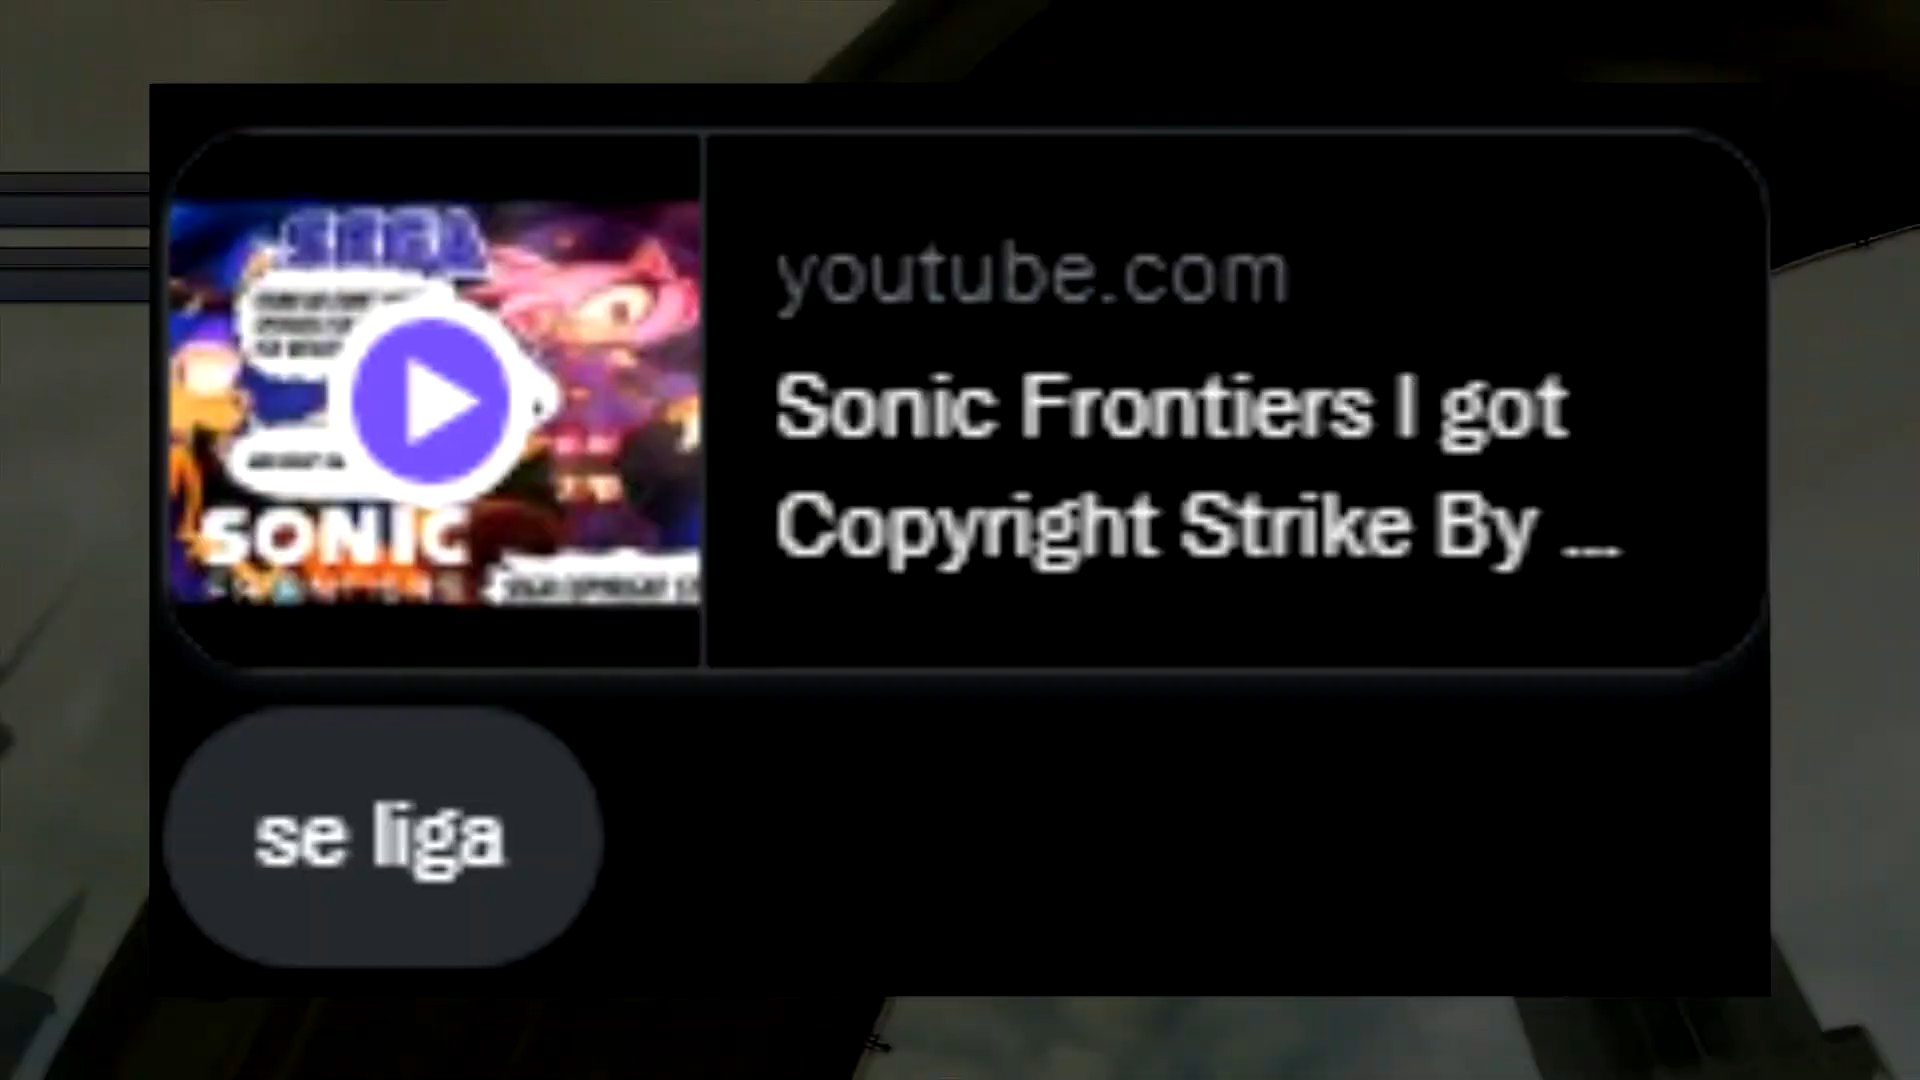 SEGA
SONIC
youtube.com
Sonic Frontiers I got
Copyright Strike By ...
se liga